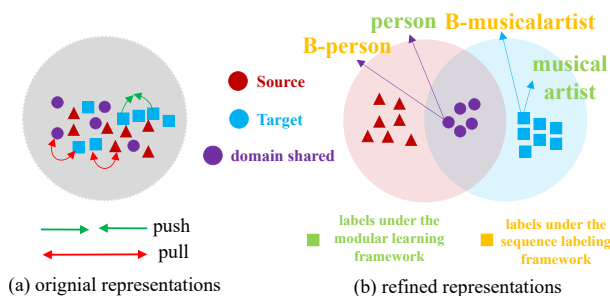 person
B-musicalartist
B-person
musical
artist
Source
Target
domain shared
push
pull
labels under the
modular learning
framework
labels under the
sequence labeling
framework
(a) orignial representations
(b) refined representations